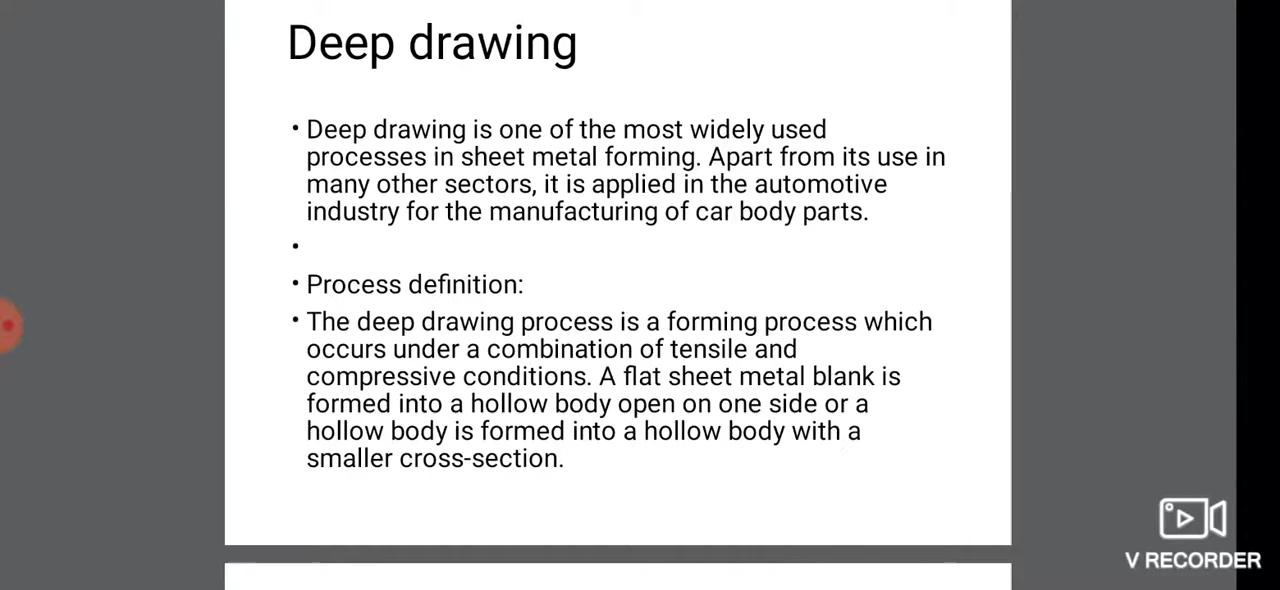 Deep drawing
• Deep drawing is one of the most widely used
processes in sheet metal forming. Apart from its use in
many other sectors, it is applied in the automotive
industry for the manufacturing of car body parts.
•
• Process definition:
• The deep drawing process is a forming process which
occurs under a combination of tensile and
compressive conditions. A flat sheet metal blank is
formed into a hollow body open on one side or a
hollow body is formed into a hollow body with a
smaller cross-section.
V RECORDER